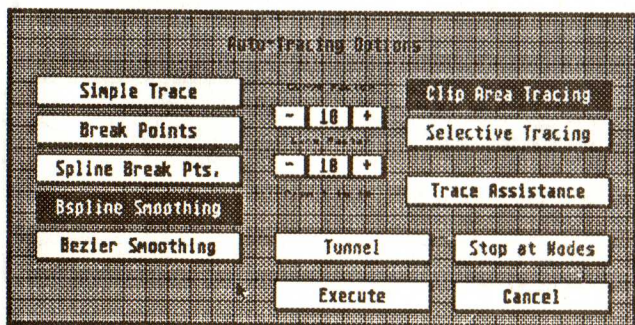 Auto-Tracing Options
Simple Trace
Break Points
Spline Break Pts.
Bspline Smoothing
Bezier Smoothing
- 10 +
- 10 +
Clip Area Tracing
Selective Tracing
Trace Assistance
Tunnel
Stop at Nodes
Execute
Cancel